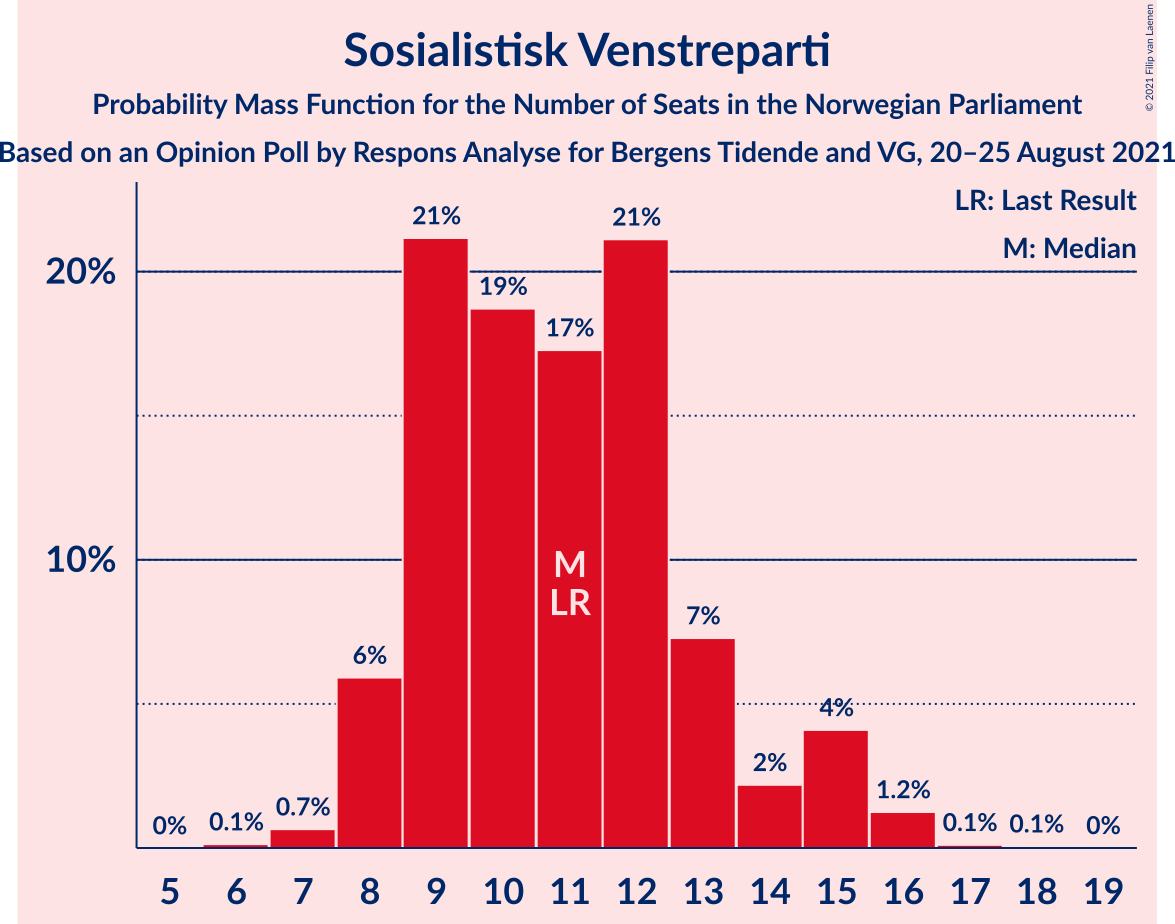 Sosialistisk Venstreparti
Probability Mass Function for the Number of Seats in the Norwegian Parliament
Based on an Opinion Poll by Respons Analyse for Bergens Tidende and VG, 20–25 August 2021
© 2021 Filip van Laenen
LR: Last Result
M: Median
20%
10%
0% 0.1% 0.7% 6% 21% 19% 17% 21% 7% 2% 4% 1.2% 0.1% 0.1% 0%
M
LR
5 6 7 8 9 10 11 12 13 14 15 16 17 18 19